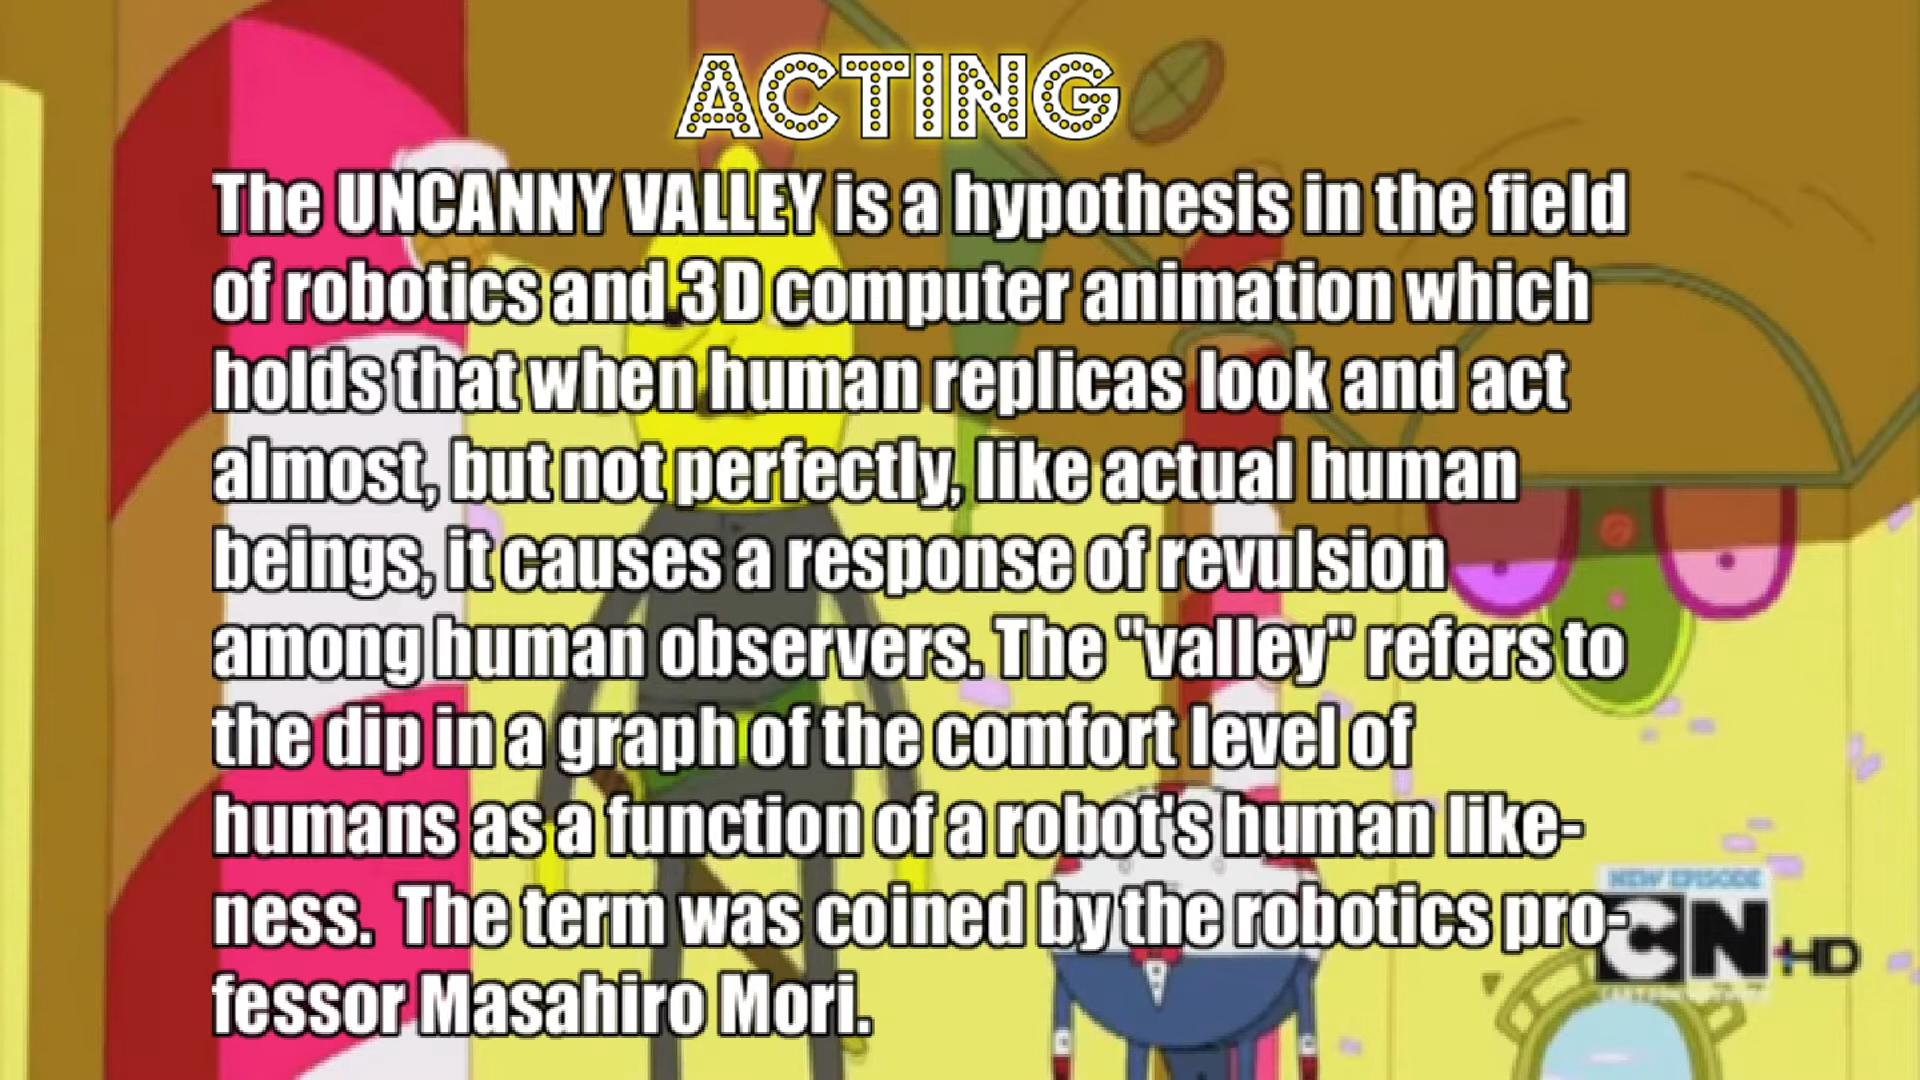 ACTING
The UNCANNY VALLEY is a hypothesis in the field
of robotics and 3D computer animation which
holds that when human replicas look and act
almost, but not perfectly, like actual human
beings, it causes a response of revulsion
among human observers. The "valley" refers to
the dip in a graph of the comfort level of
humans as a function of a robot's human like-
ness.  The term was coined by the robotics pro-
fessor Masahiro Mori.
NEW EPISODE
CN HD